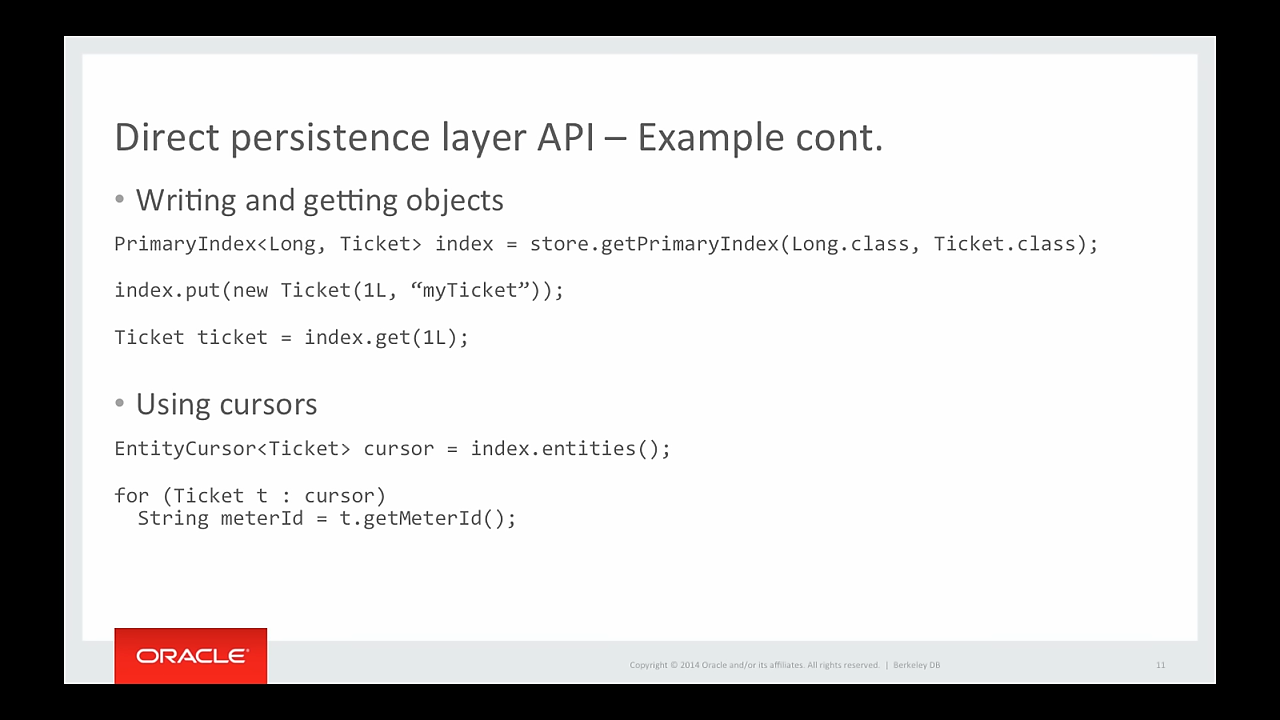 Direct persistence layer API – Example cont.
• Writing and getting objects
PrimaryIndex<Long, Ticket> index = store.getPrimaryIndex(Long.class, Ticket.class);
index.put(new Ticket(1L, “myTicket”));
Ticket ticket = index.get(1L);
• Using cursors
EntityCursor<Ticket> cursor = index.entities();
for (Ticket t : cursor)
  String meterId = t.getMeterId();
ORACLE®
Copyright © 2014 Oracle and/or its affiliates. All rights reserved. | Berkeley DB 11